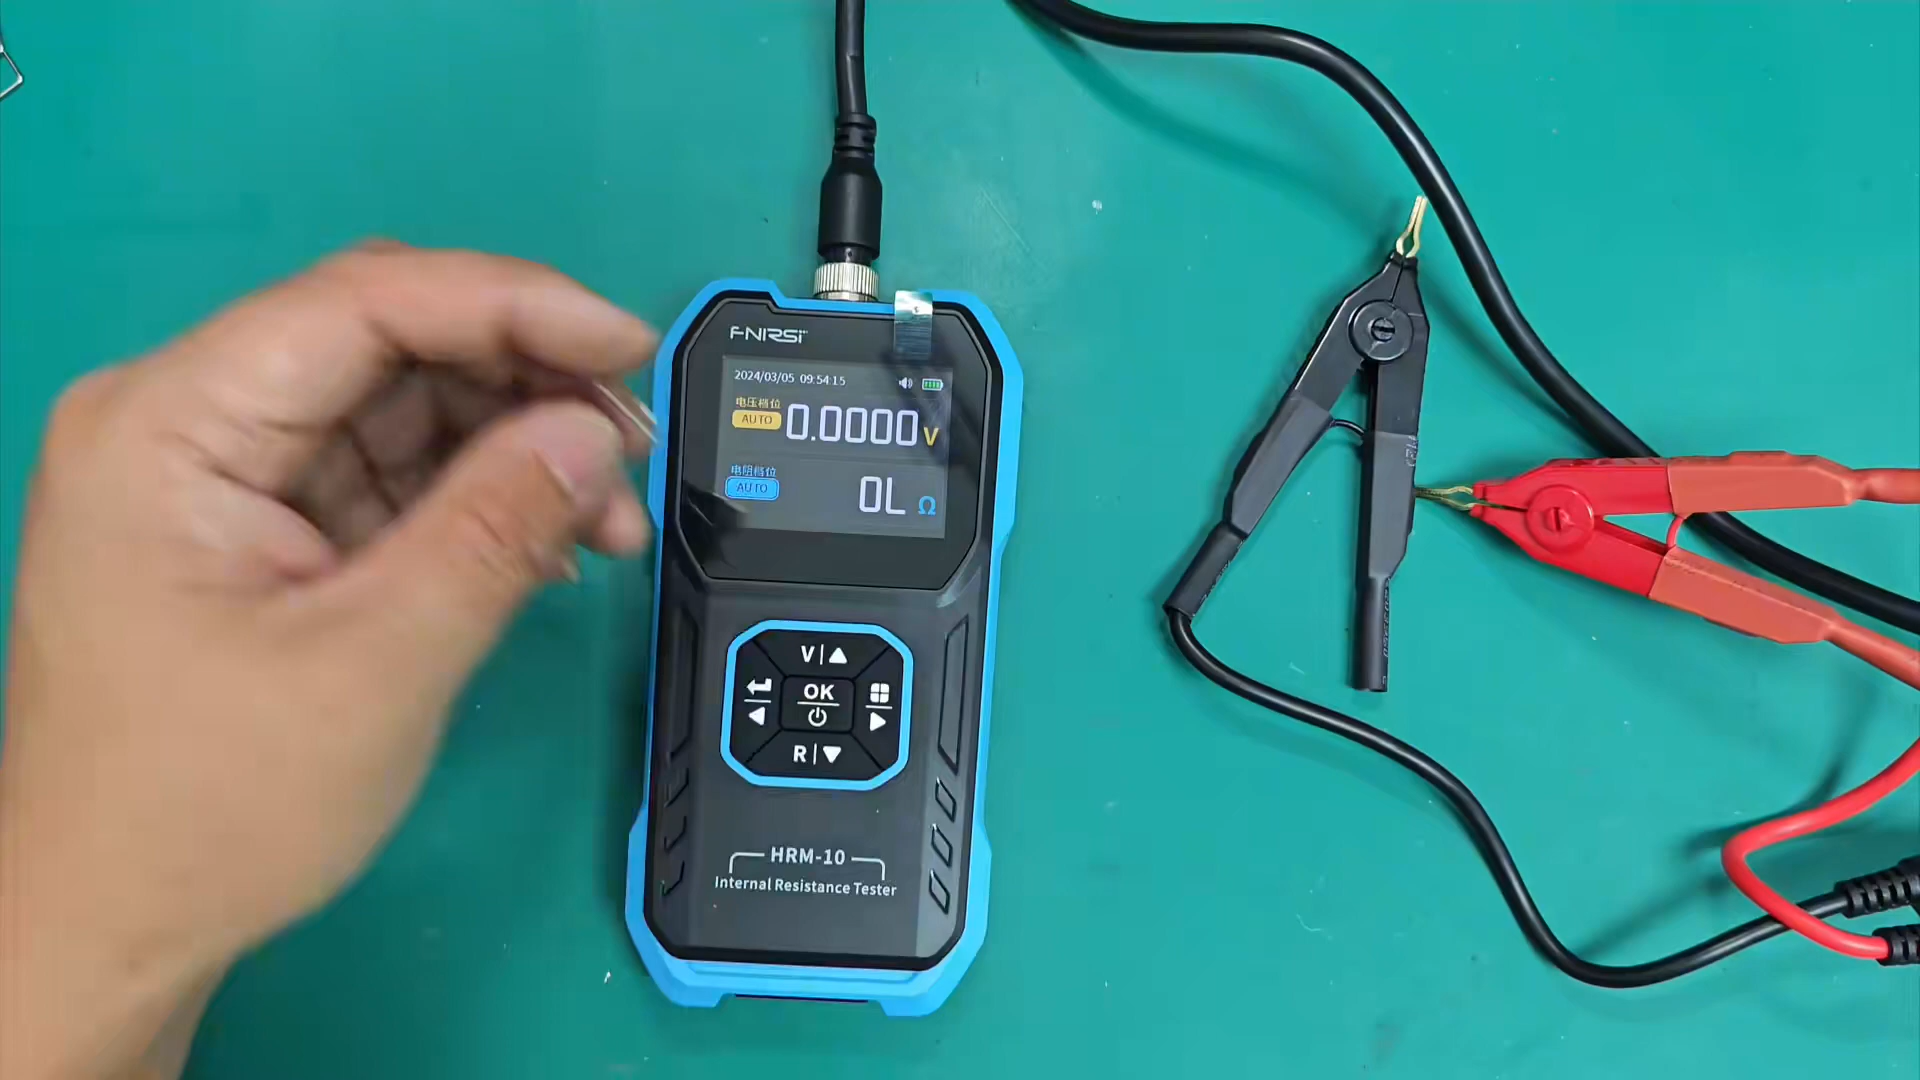 FNIRSI
2024/03/05 09:54:15
电压档位
AUTO 0.0000 V
电阻档位
AUTO OL Ω
V|▲
OK
R|▼
HRM-10
Internal Resistance Tester